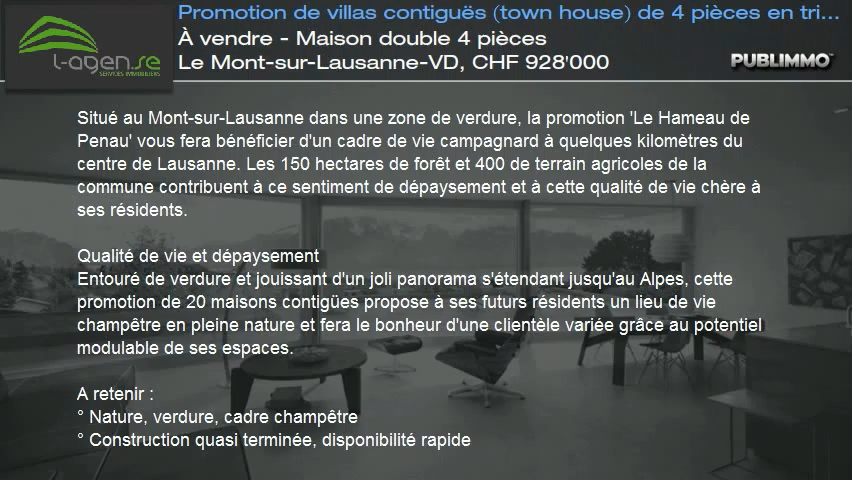 Promotion de villas contiguës (town house) de 4 pièces en tri...
À vendre - Maison double 4 pièces
Le Mont-sur-Lausanne-VD, CHF 928'000
l-agen.se
SERVICES IMMOBILIERS
PUBLIMMO™
Situé au Mont-sur-Lausanne dans une zone de verdure, la promotion 'Le Hameau de
Penau' vous fera bénéficier d'un cadre de vie campagnard à quelques kilomètres du
centre de Lausanne. Les 150 hectares de forêt et 400 de terrain agricoles de la
commune contribuent à ce sentiment de dépaysement et à cette qualité de vie chère à
ses résidents.
Qualité de vie et dépaysement
Entouré de verdure et jouissant d'un joli panorama s'étendant jusqu'au Alpes, cette
promotion de 20 maisons contigües propose à ses futurs résidents un lieu de vie
champêtre en pleine nature et fera le bonheur d'une clientèle variée grâce au potentiel
modulable de ses espaces.
A retenir :
° Nature, verdure, cadre champêtre
° Construction quasi terminée, disponibilité rapide